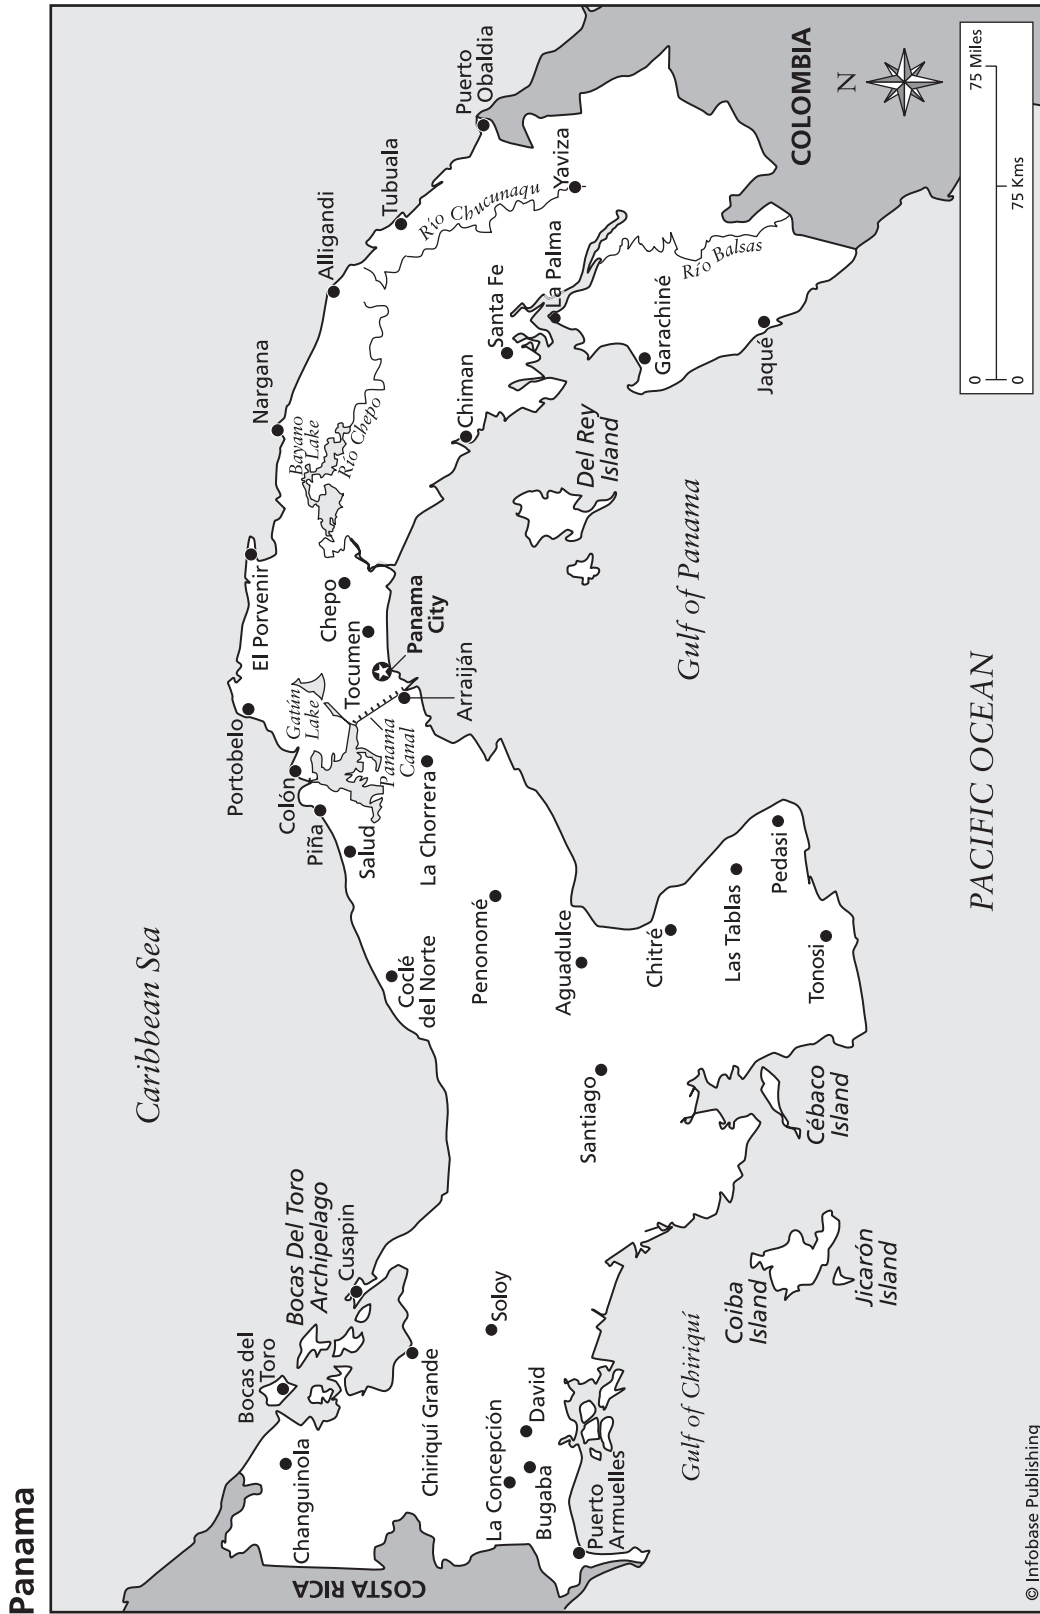 Panama
Caribbean Sea
Bocas del
Toro
Bocas Del Toro
Archipelago
Cusapin
Changuinola
COSTA RICA
Chiriquí Grande
Soloy
La Concepción
David
Bugaba
Puerto
Armuelles
Gulf of Chiriquí
Coiba
Island
Jicarón
Island
Cébaco
Island
Santiago
Coclé
del Norte
Penonomé
Aguadulce
Chitré
Las Tablas
Pedasi
Tonosi
Portobelo
Colón
Piña
Salud
La Chorrera
Gatún
Lake
Panama
Canal
El Porvenir
Chepo
Tocumen
Panama
City
Arraiján
Nargana
Bayano
Lake
Río Chepo
Alligandi
Tubuala
Puerto
Obaldia
Río Chucunaqu
Yaviza
Chiman
Santa Fe
La Palma
Garachiné
Río Balsas
Jaqué
Del Rey
Island
Gulf of Panama
PACIFIC OCEAN
COLOMBIA
N
0 75 Miles
0 75 Kms
© Infobase Publishing